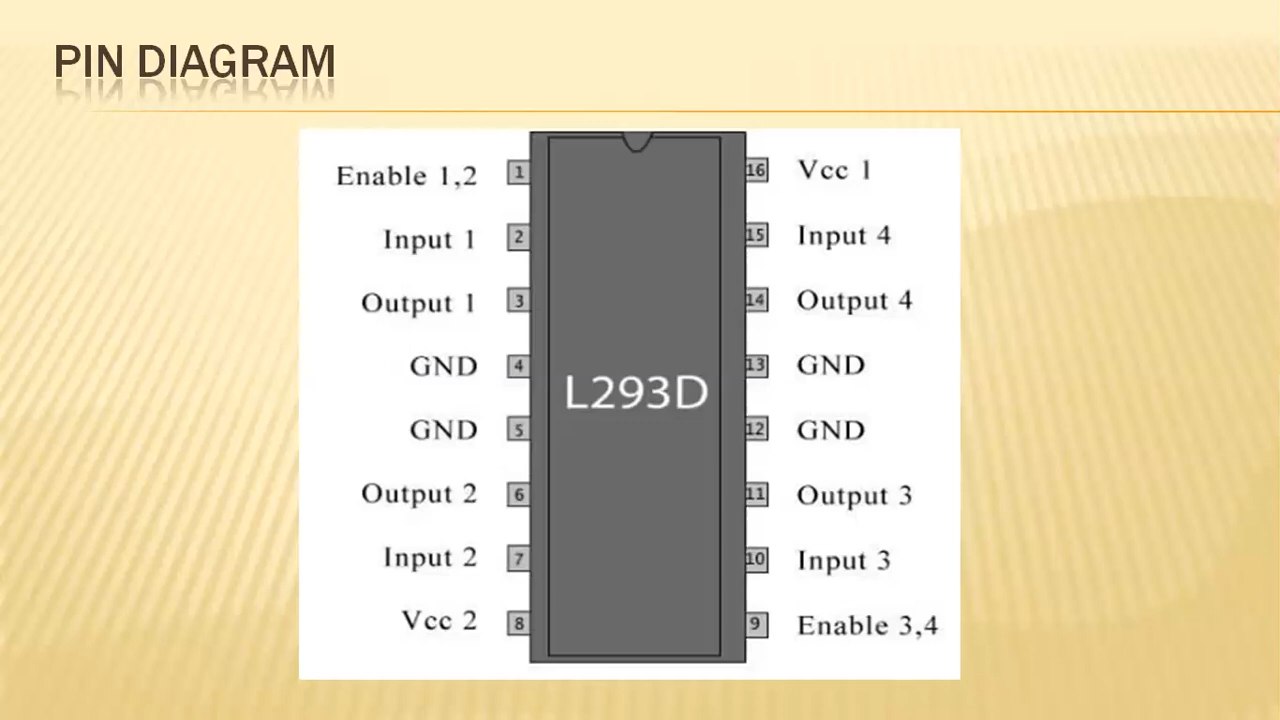 PIN DIAGRAM
Enable 1,2 1 16 Vcc 1
Input 1 2 15 Input 4
Output 1 3 14 Output 4
GND 4 13 GND
L293D
GND 5 12 GND
Output 2 6 11 Output 3
Input 2 7 10 Input 3
Vcc 2 8 9 Enable 3,4